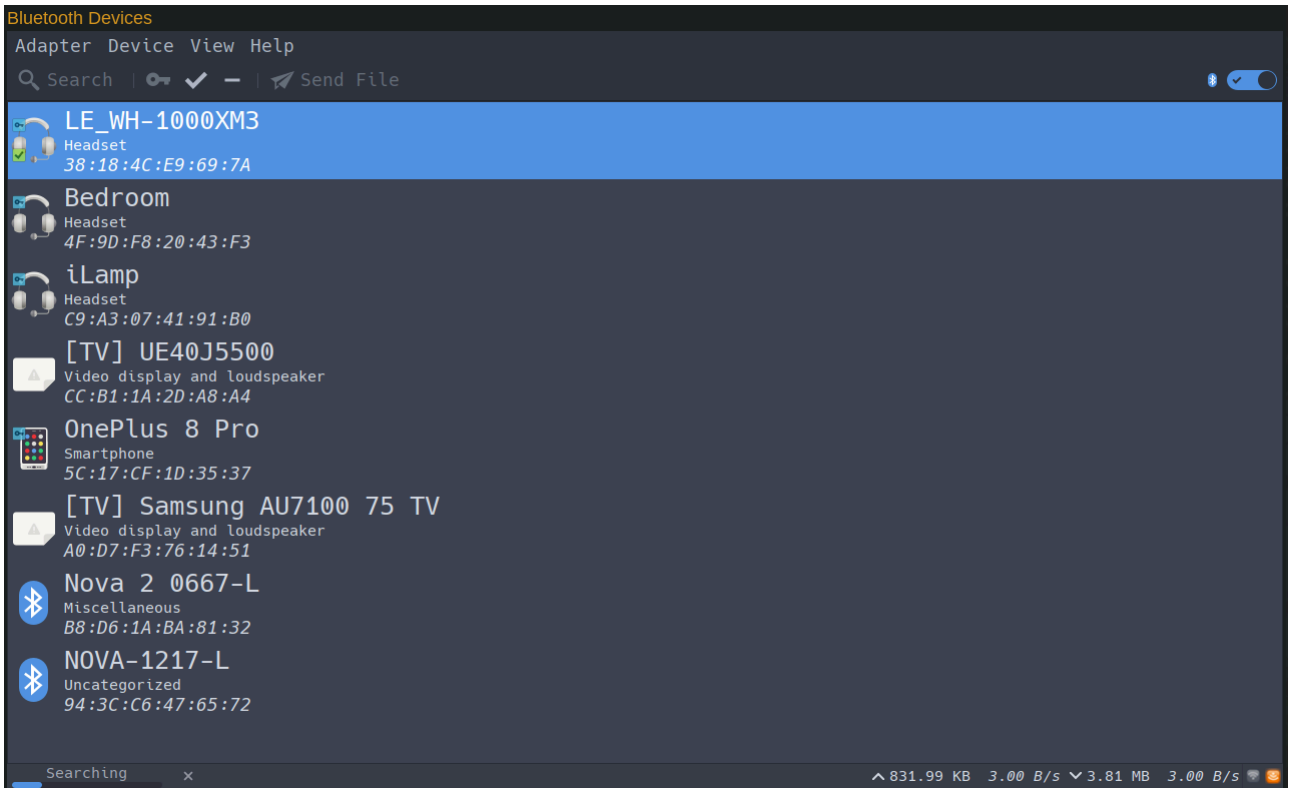 Bluetooth Devices
Adapter Device View Help
Search Send File
LE_WH-1000XM3
Headset
38:18:4C:E9:69:7A
Bedroom
Headset
4F:9D:F8:20:43:F3
iLamp
Headset
C9:A3:07:41:91:B0
[TV] UE40J5500
Video display and loudspeaker
CC:B1:1A:2D:A8:A4
OnePlus 8 Pro
Smartphone
5C:17:CF:1D:35:37
[TV] Samsung AU7100 75 TV
Video display and loudspeaker
A0:D7:F3:76:14:51
Nova 2 0667-L
Miscellaneous
B8:D6:1A:BA:81:32
NOVA-1217-L
Uncategorized
94:3C:C6:47:65:72
Searching 831.99 KB 3.00 B/s 3.81 MB 3.00 B/s